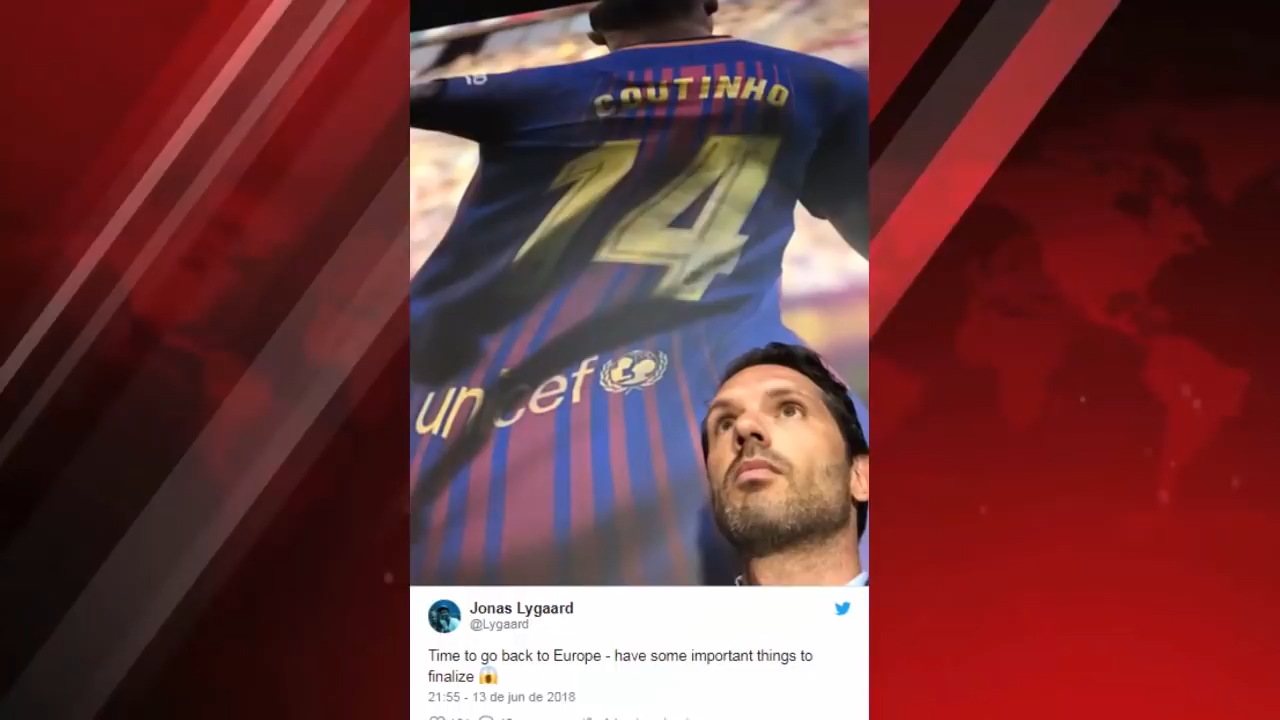 COUTINHO
14
unicef
Jonas Lygaard
@Lygaard
Time to go back to Europe - have some important things to
finalize 😱
21:55 - 13 de jun de 2018